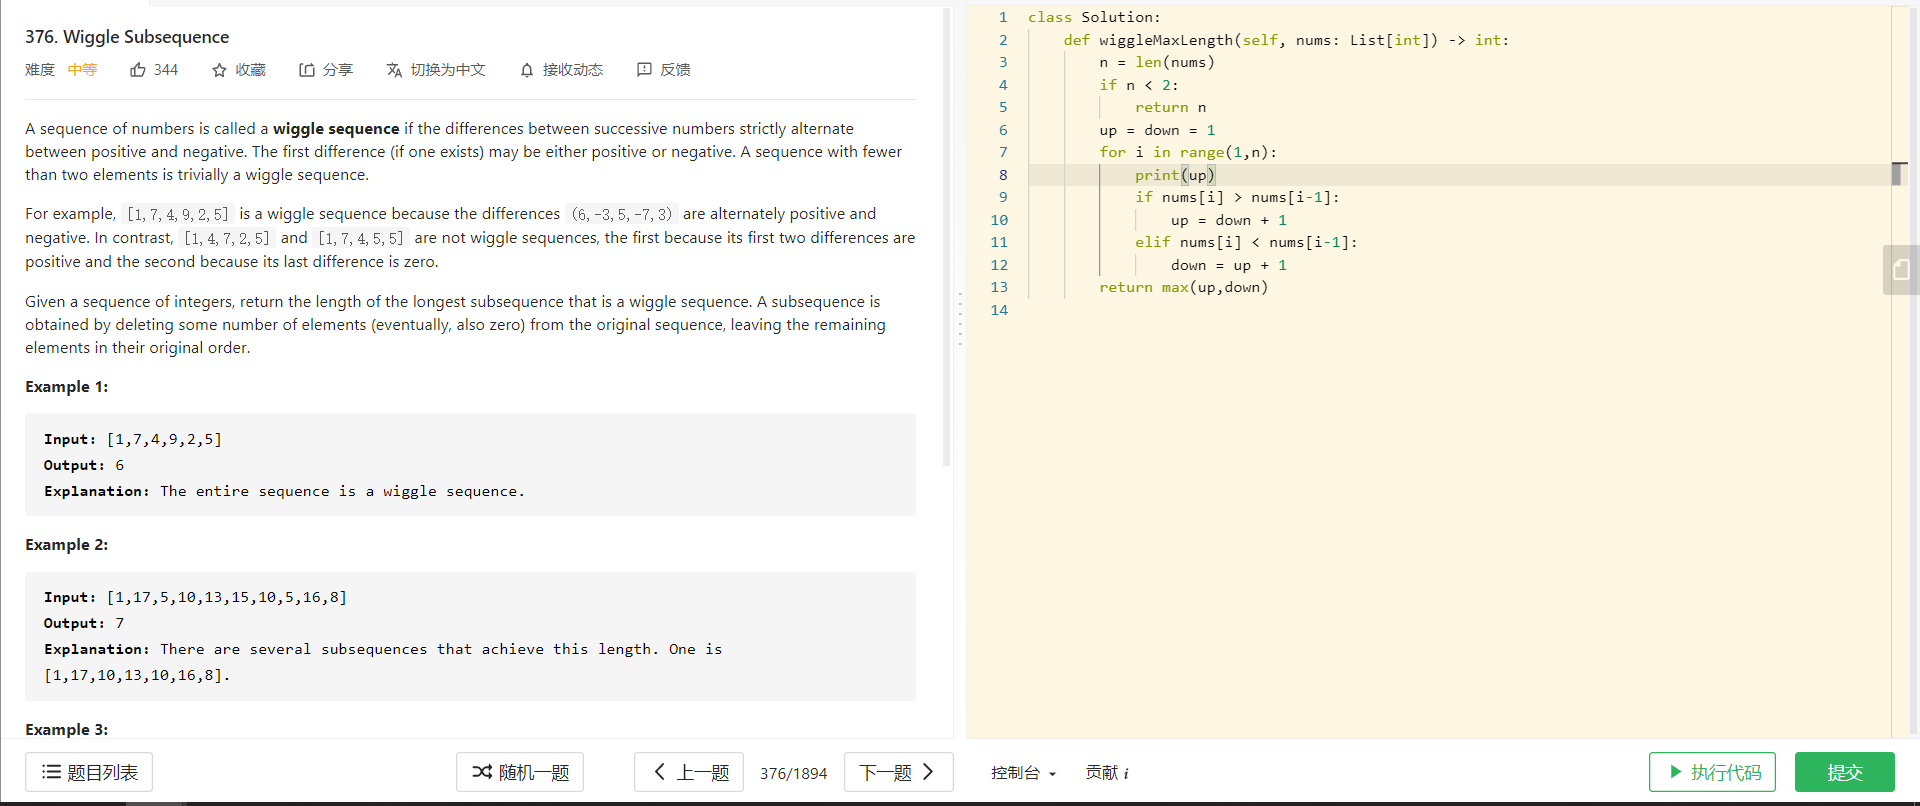 376. Wiggle Subsequence
难度 中等 344 收藏 分享 切换为中文 接收动态 反馈
A sequence of numbers is called a wiggle sequence if the differences between successive numbers strictly alternate
between positive and negative. The first difference (if one exists) may be either positive or negative. A sequence with fewer
than two elements is trivially a wiggle sequence.
For example, [1,7,4,9,2,5] is a wiggle sequence because the differences (6,-3,5,-7,3) are alternately positive and
negative. In contrast, [1,4,7,2,5] and [1,7,4,5,5] are not wiggle sequences, the first because its first two differences are
positive and the second because its last difference is zero.
Given a sequence of integers, return the length of the longest subsequence that is a wiggle sequence. A subsequence is
obtained by deleting some number of elements (eventually, also zero) from the original sequence, leaving the remaining
elements in their original order.
Example 1:
Input: [1,7,4,9,2,5]
Output: 6
Explanation: The entire sequence is a wiggle sequence.
Example 2:
Input: [1,17,5,10,13,15,10,5,16,8]
Output: 7
Explanation: There are several subsequences that achieve this length. One is
[1,17,10,13,10,16,8].
Example 3:
题目列表 随机一题 上一题 376/1894 下一题
1 class Solution:
2     def wiggleMaxLength(self, nums: List[int]) -> int:
3         n = len(nums)
4         if n < 2:
5             return n
6         up = down = 1
7         for i in range(1,n):
8             print(up)
9             if nums[i] > nums[i-1]:
10                 up = down + 1
11             elif nums[i] < nums[i-1]:
12                 down = up + 1
13         return max(up,down)
14
控制台 贡献 i 执行代码 提交